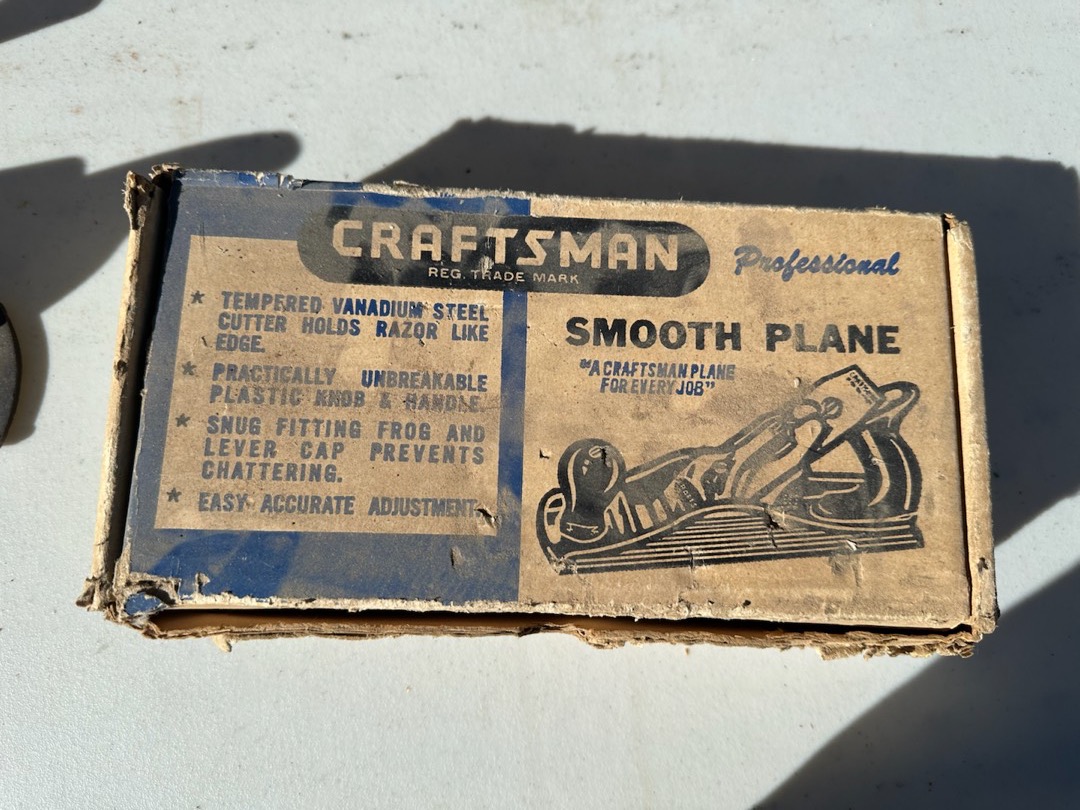 CRAFTSMAN
REG. TRADE MARK
Professional
* TEMPERED VANADIUM STEEL
CUTTER HOLDS RAZOR LIKE
EDGE.
* PRACTICALLY UNBREAKABLE
PLASTIC KNOB & HANDLE.
* SNUG FITTING FROG AND
LEVER CAP PREVENTS
CHATTERING.
* EASY ACCURATE ADJUSTMENT.
SMOOTH PLANE
"A CRAFTSMAN PLANE
FOR EVERY JOB"